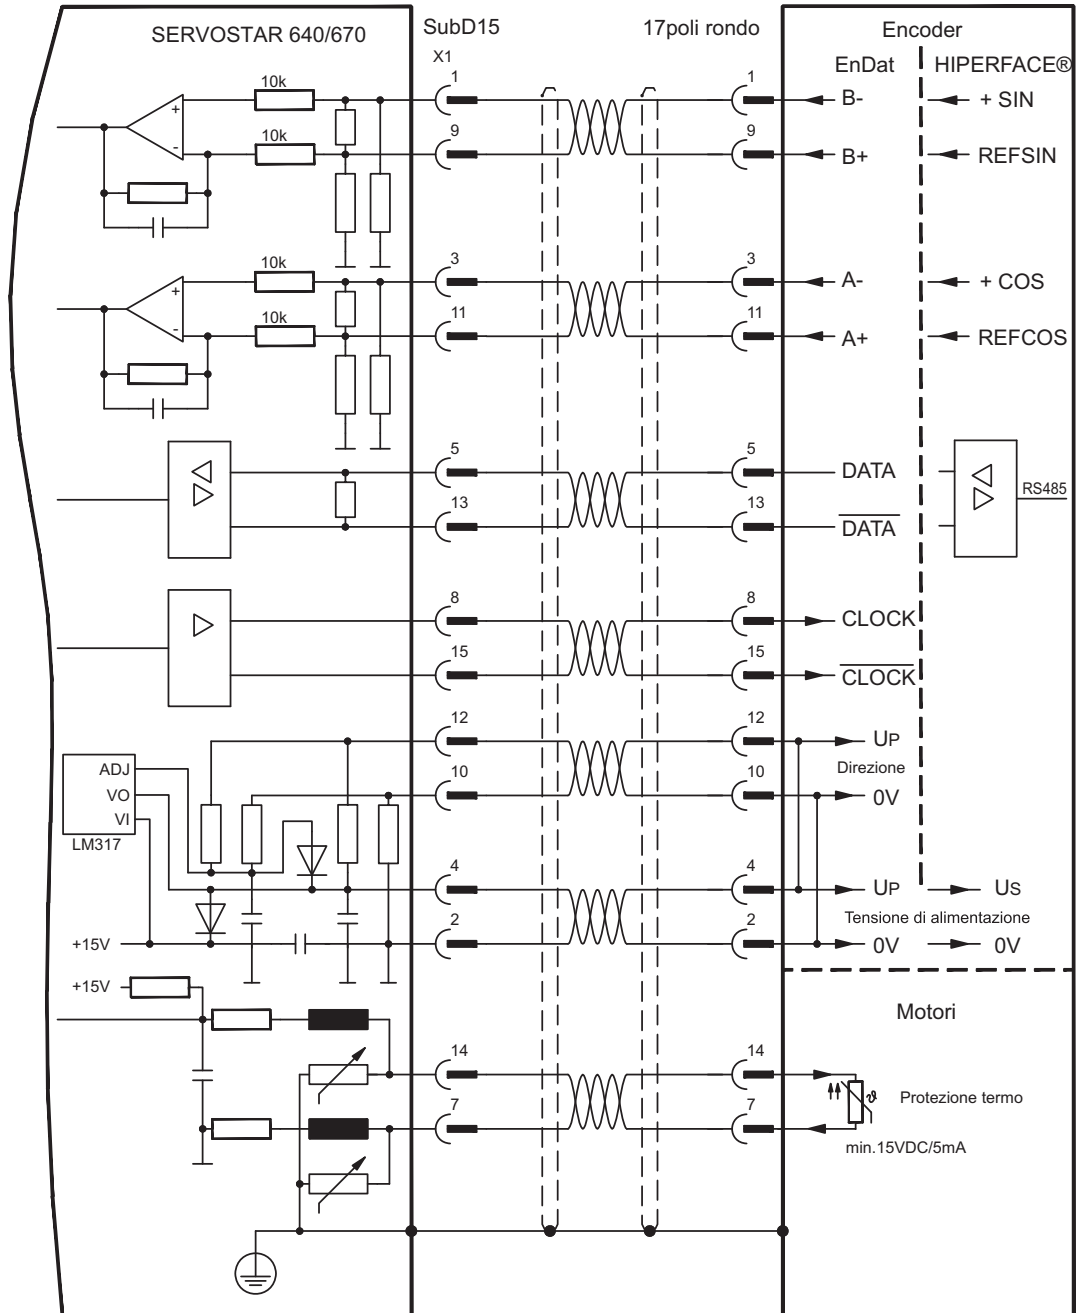 SERVOSTAR 640/670
SubD15
17poli rondo
Encoder
X1
EnDat
HIPERFACE®
10k
1
1
B-
+ SIN
+
-
10k
9
9
B+
REFSIN
10k
3
3
A-
+ COS
+
-
10k
11
11
A+
REFCOS
5
5
DATA
RS485
13
13
DATA
8
8
CLOCK
15
15
CLOCK
12
12
UP
Direzione
ADJ
VO
VI
LM317
10
10
0V
4
4
UP
US
Tensione di alimentazione
+15V
2
2
0V
0V
+15V
Motori
14
14
ϑ
Protezione termo
7
7
min.15VDC/5mA